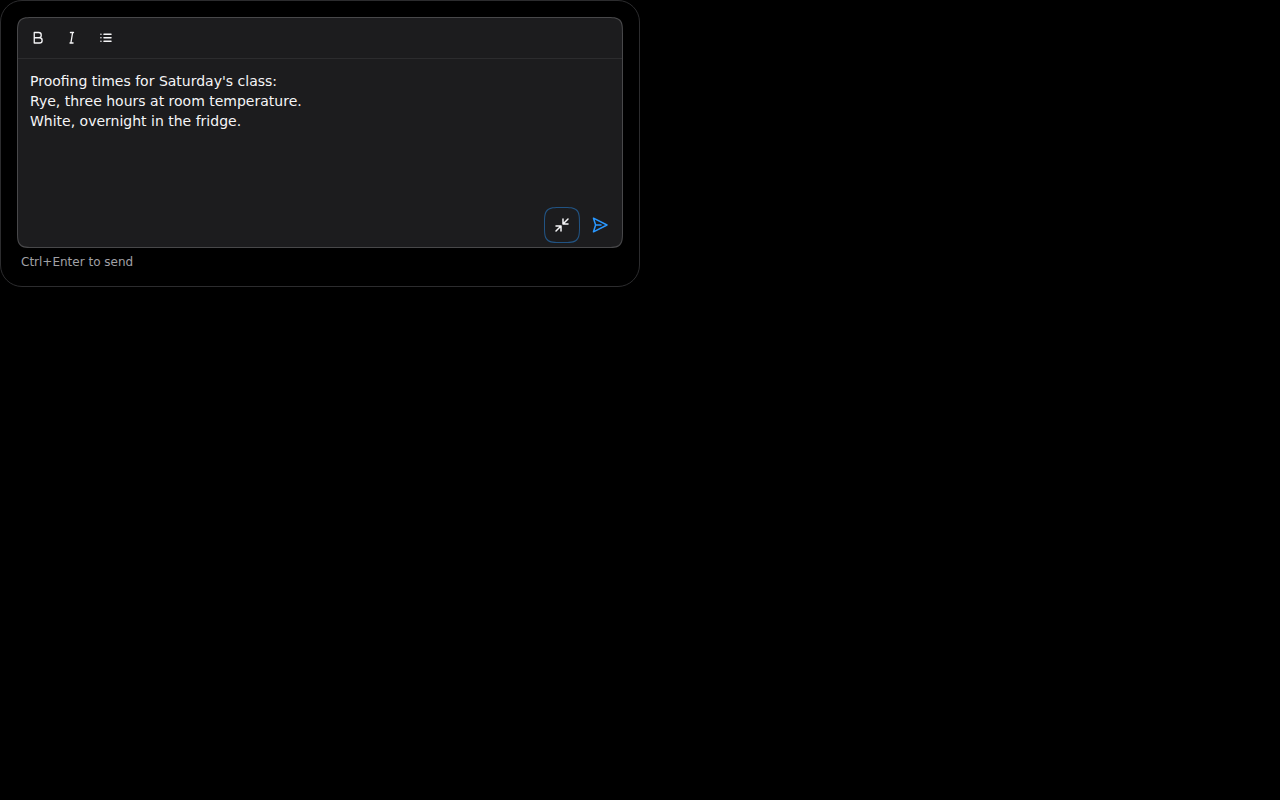 Proofing times for Saturday's class:
Rye, three hours at room temperature.
White, overnight in the fridge.
Ctrl+Enter to send